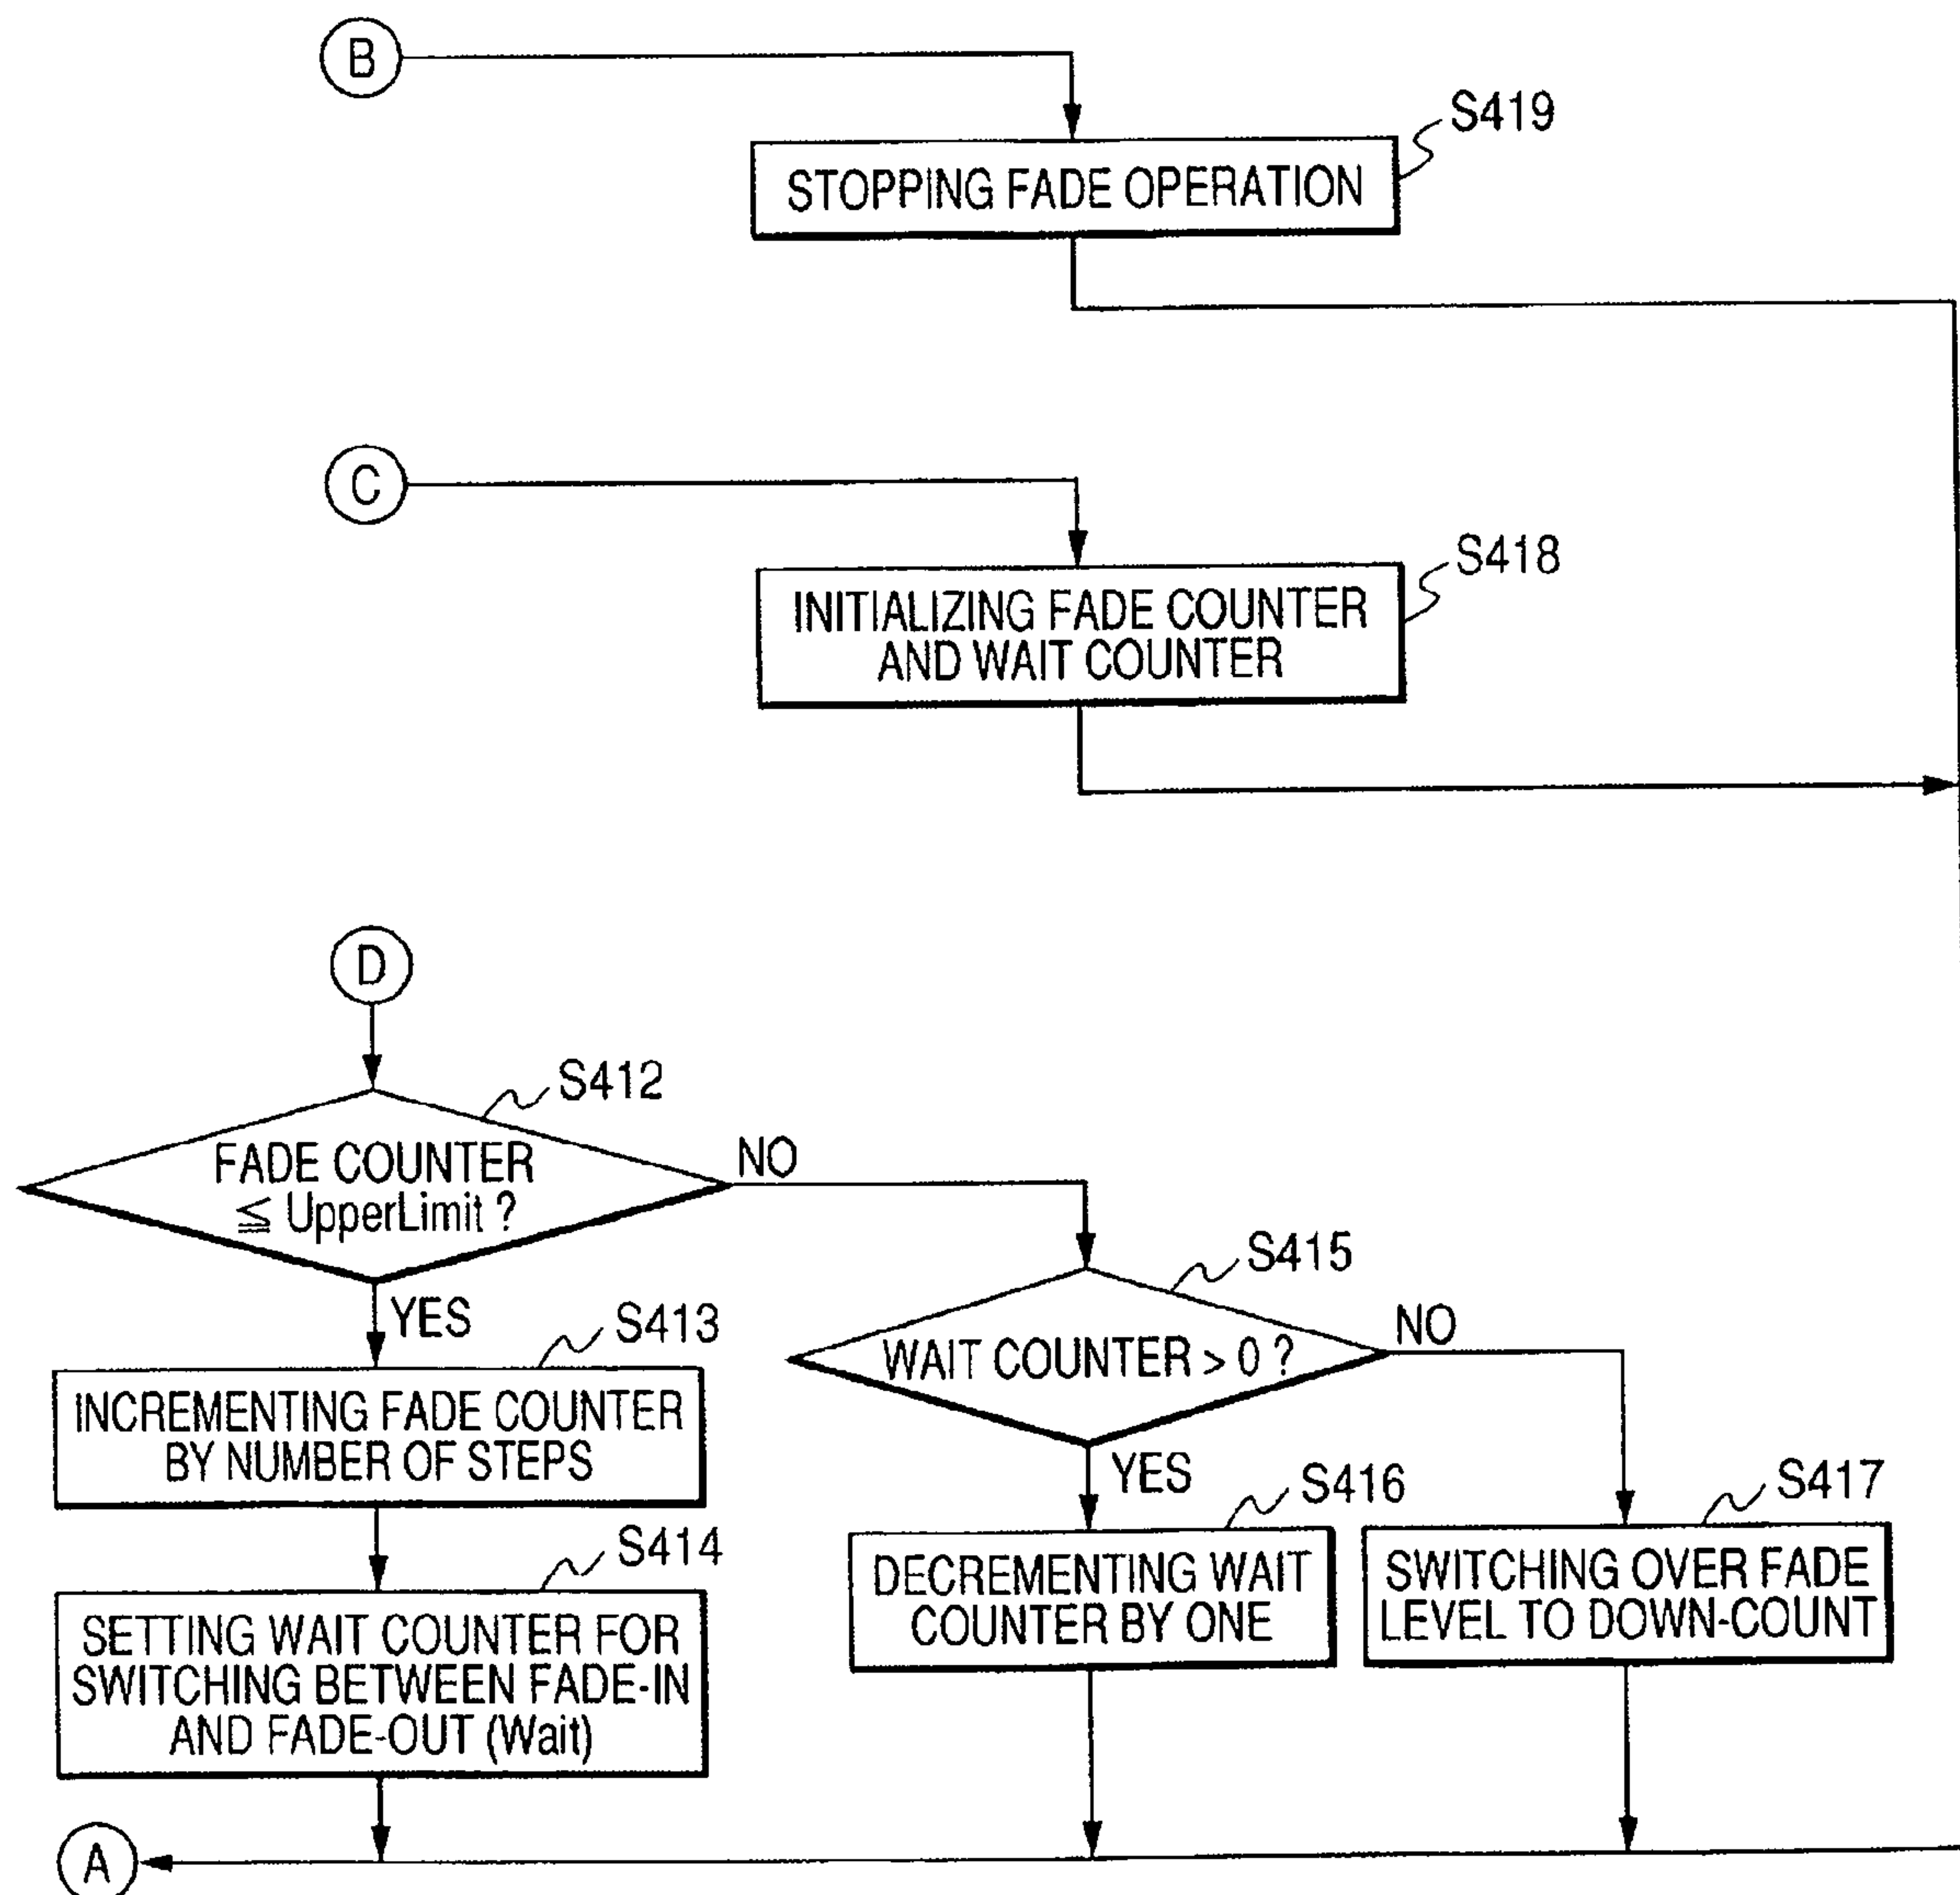 B
S419
STOPPING FADE OPERATION
C
S418
INITIALIZING FADE COUNTER
AND WAIT COUNTER
D
S412
FADE COUNTER
≦ UpperLimit ?
NO
YES
S415
WAIT COUNTER > 0 ?
NO
YES
S413
INCREMENTING FADE COUNTER
BY NUMBER OF STEPS
S414
SETTING WAIT COUNTER FOR
SWITCHING BETWEEN FADE-IN
AND FADE-OUT (Wait)
S416
DECREMENTING WAIT
COUNTER BY ONE
S417
SWITCHING OVER FADE
LEVEL TO DOWN-COUNT
A